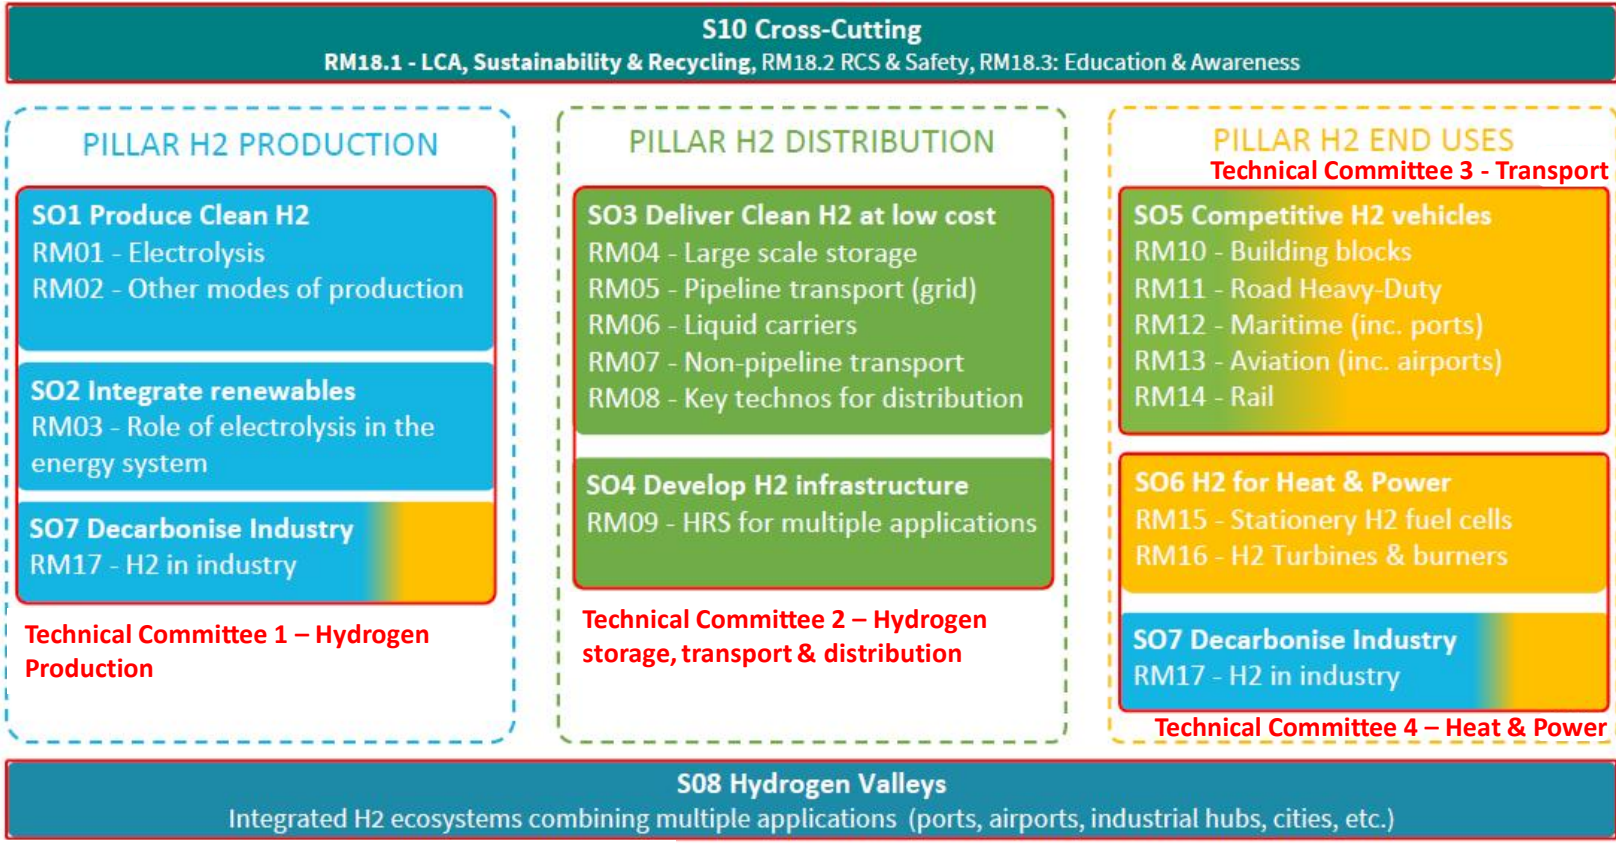 S10 Cross-Cutting
RM18.1 - LCA, Sustainability & Recycling, RM18.2 RCS & Safety, RM18.3: Education & Awareness
PILLAR H2 PRODUCTION
SO1 Produce Clean H2
RM01 - Electrolysis
RM02 - Other modes of production
SO2 Integrate renewables
RM03 - Role of electrolysis in the
energy system
SO7 Decarbonise Industry
RM17 - H2 in industry
Technical Committee 1 – Hydrogen
Production
PILLAR H2 DISTRIBUTION
SO3 Deliver Clean H2 at low cost
RM04 - Large scale storage
RM05 - Pipeline transport (grid)
RM06 - Liquid carriers
RM07 - Non-pipeline transport
RM08 - Key technos for distribution
SO4 Develop H2 infrastructure
RM09 - HRS for multiple applications
Technical Committee 2 – Hydrogen
storage, transport & distribution
PILLAR H2 END USES
Technical Committee 3 - Transport
SO5 Competitive H2 vehicles
RM10 - Building blocks
RM11 - Road Heavy-Duty
RM12 - Maritime (inc. ports)
RM13 - Aviation (inc. airports)
RM14 - Rail
SO6 H2 for Heat & Power
RM15 - Stationery H2 fuel cells
RM16 - H2 Turbines & burners
SO7 Decarbonise Industry
RM17 - H2 in industry
Technical Committee 4 – Heat & Power
S08 Hydrogen Valleys
Integrated H2 ecosystems combining multiple applications (ports, airports, industrial hubs, cities, etc.)